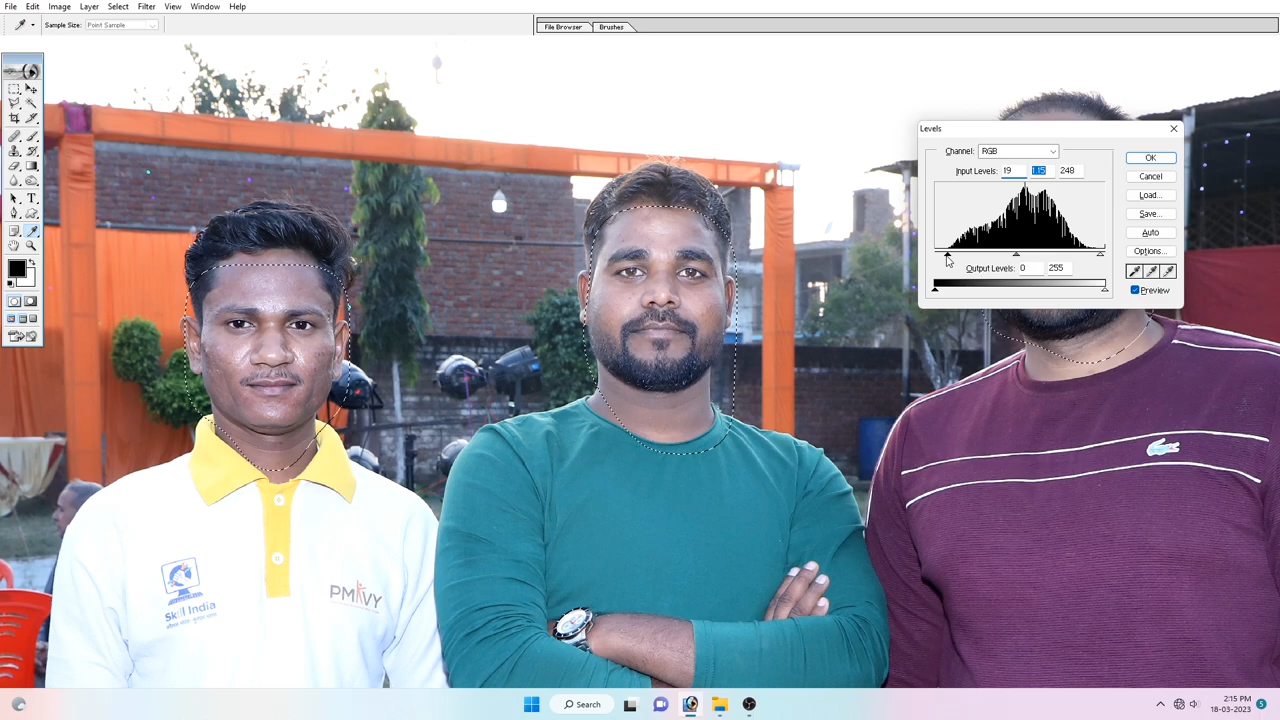 File Edit Image Layer Select Filter View Window Help
Sample Size: Point Sample
File Browser Brushes
Levels
Channel: RGB
Input Levels: 19 1.15 248
Output Levels: 0 255
OK
Cancel
Load...
Save...
Auto
Options...
Preview
Skill India
PMKVY
Search
2:15 PM
18-03-2023
5